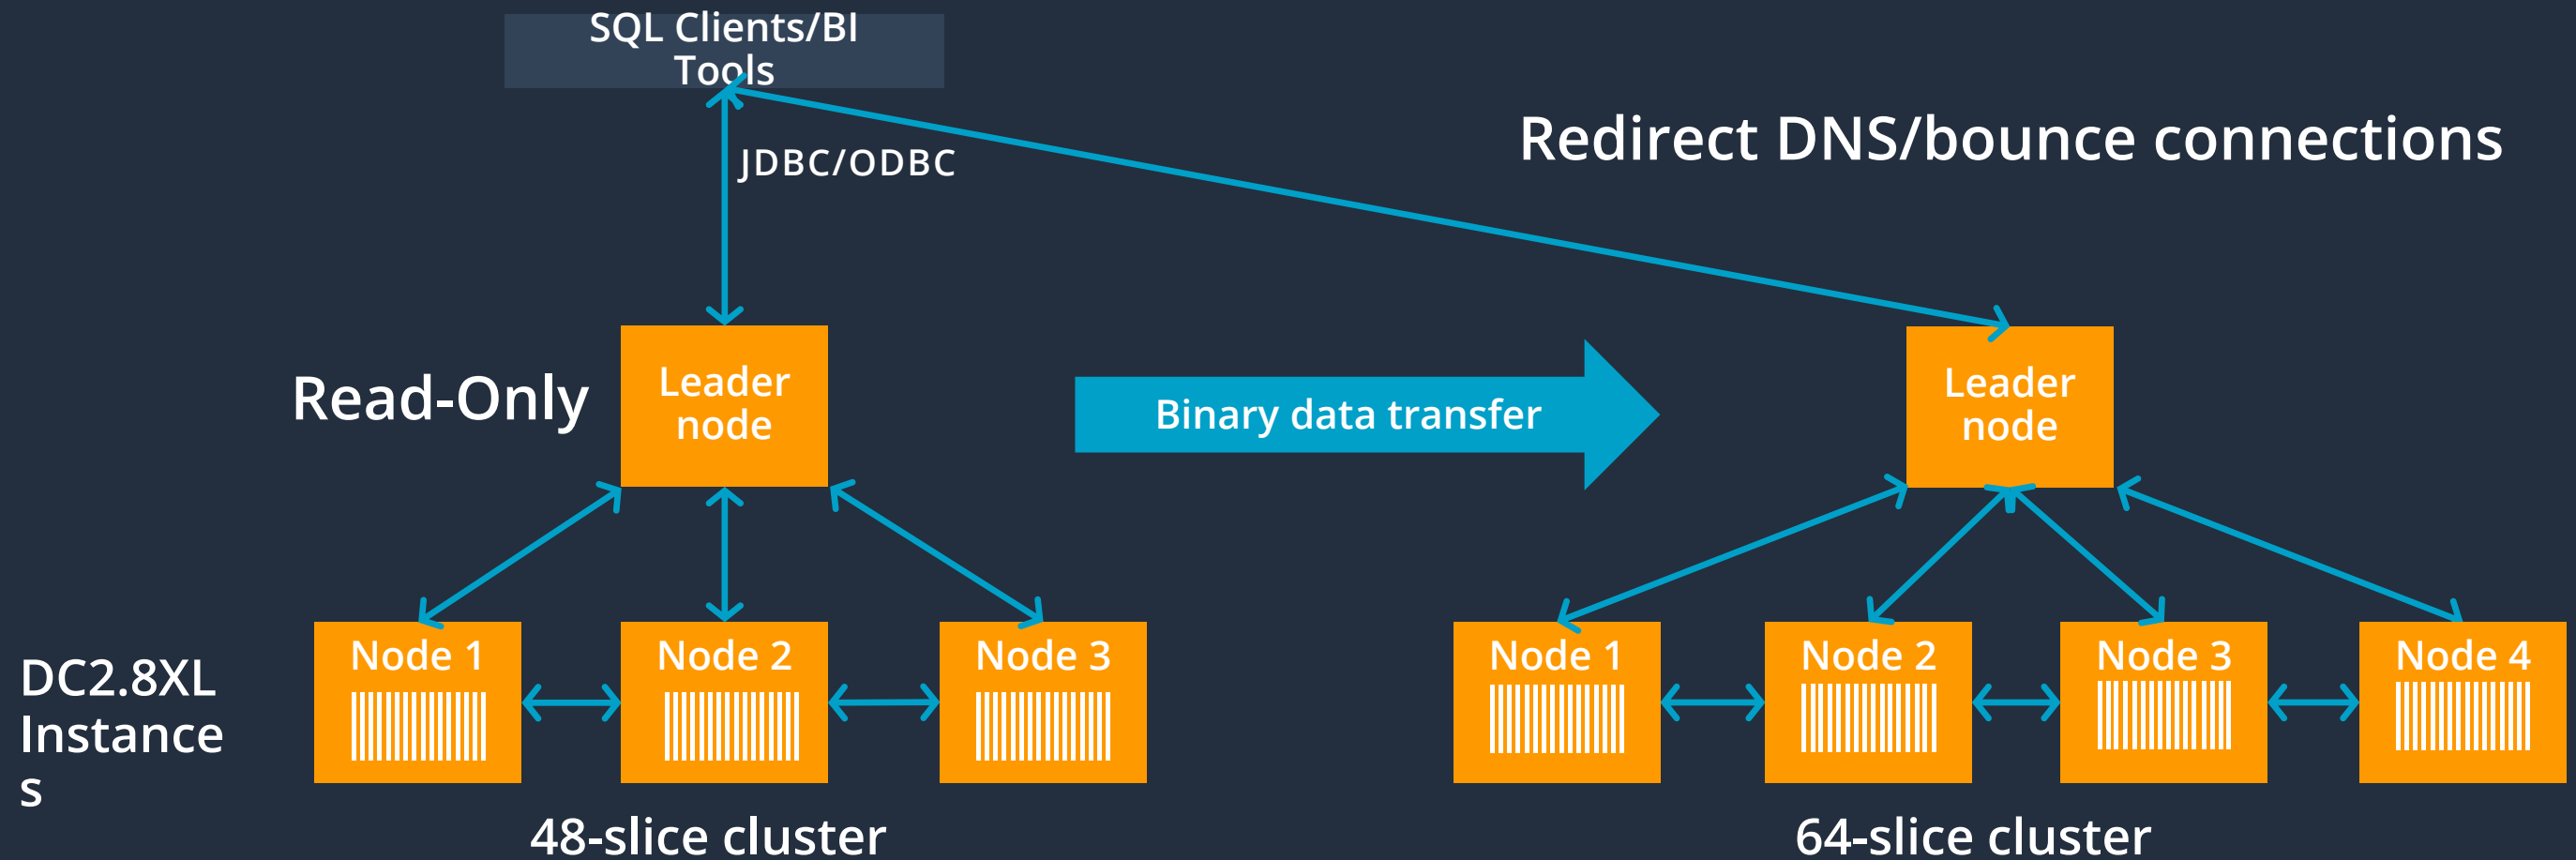 SQL Clients/BI
Tools
JDBC/ODBC
Redirect DNS/bounce connections
Read-Only
Leader
node
Binary data transfer
Leader
node
DC2.8XL
Instance
s
Node 1
Node 2
Node 3
Node 1
Node 2
Node 3
Node 4
48-slice cluster
64-slice cluster